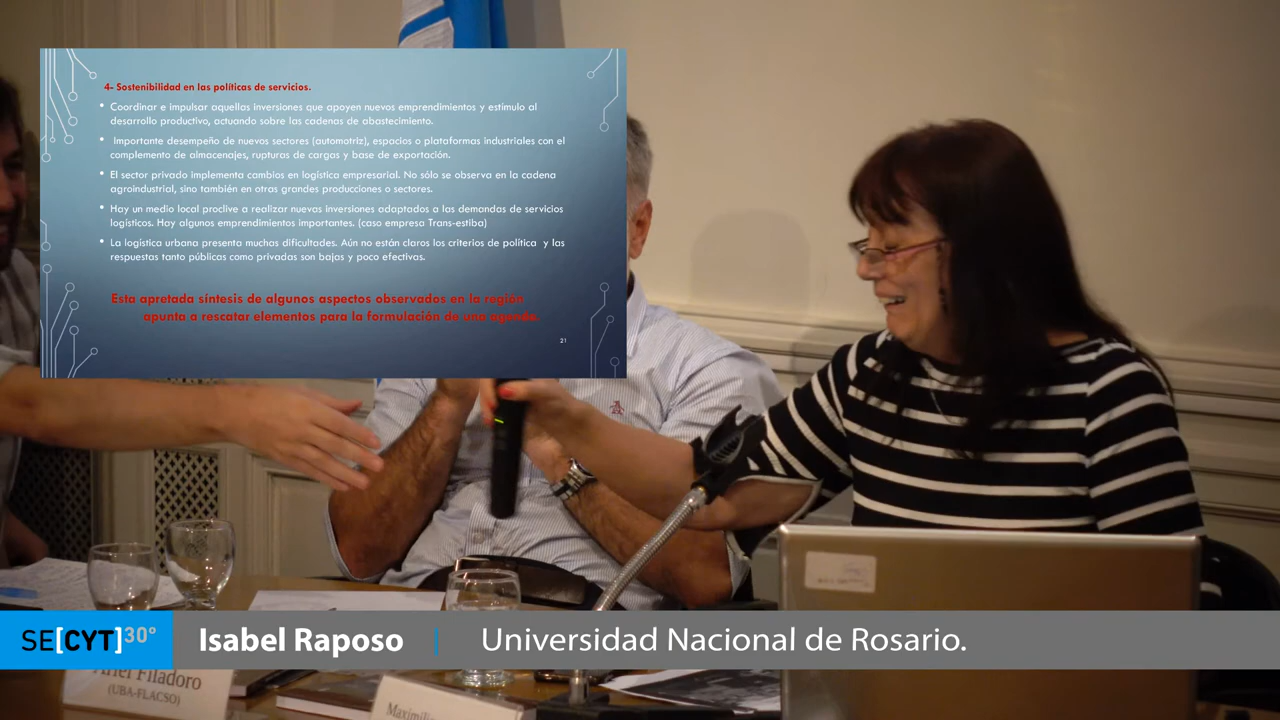 4- Sostenibilidad en las políticas de servicios.
• Coordinar e impulsar aquellas inversiones que apoyen nuevos emprendimientos y estímulo al
desarrollo productivo, actuando sobre las cadenas de abastecimiento.
• Importante desempeño de nuevos sectores (automotriz), espacios o plataformas industriales con el
complemento de almacenajes, rupturas de cargas y base de exportación.
• El sector privado implementa cambios en logística empresarial. No sólo se observa en la cadena
agroindustrial, sino también en otras grandes producciones o sectores.
• Hay un medio local proclive a realizar nuevas inversiones adaptados a las demandas de servicios
logísticos. Hay algunos emprendimientos importantes. (caso empresa Trans-estiba)
• La logística urbana presenta muchas dificultades. Aún no están claros los criterios de política y las
respuestas tanto públicas como privadas son bajas y poco efectivas.
Esta apretada síntesis de algunos aspectos observados en la región
apunta a rescatar elementos para la formulación de una agenda.
21
SE[CYT]30°
Isabel Raposo
Universidad Nacional de Rosario.
Ariel Filadoro
(UBA-FLACSO)